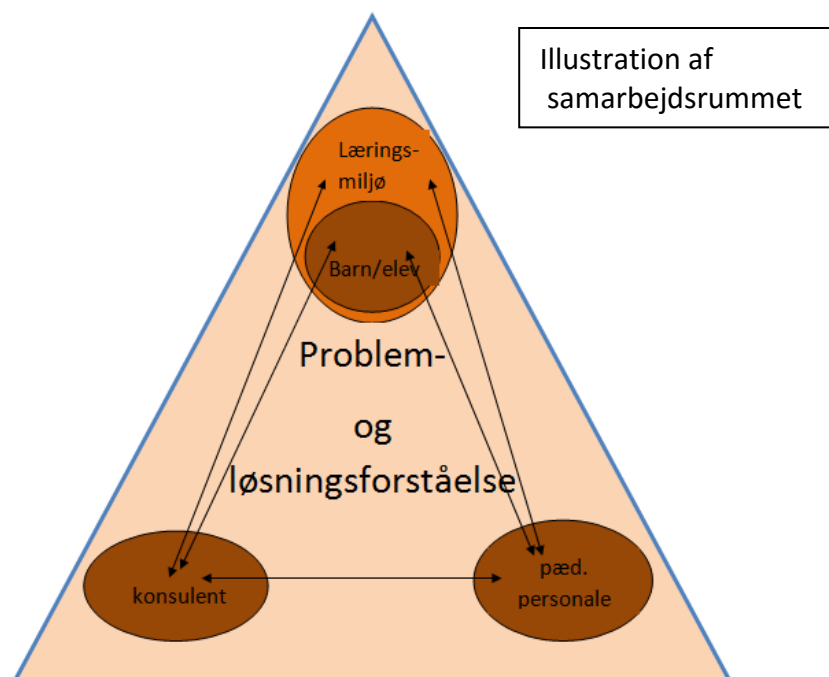 Illustration af
samarbejdsrummet
Lærings-
miljø
Barn/elev
Problem-
og
løsningsforståelse
konsulent
pæd.
personale